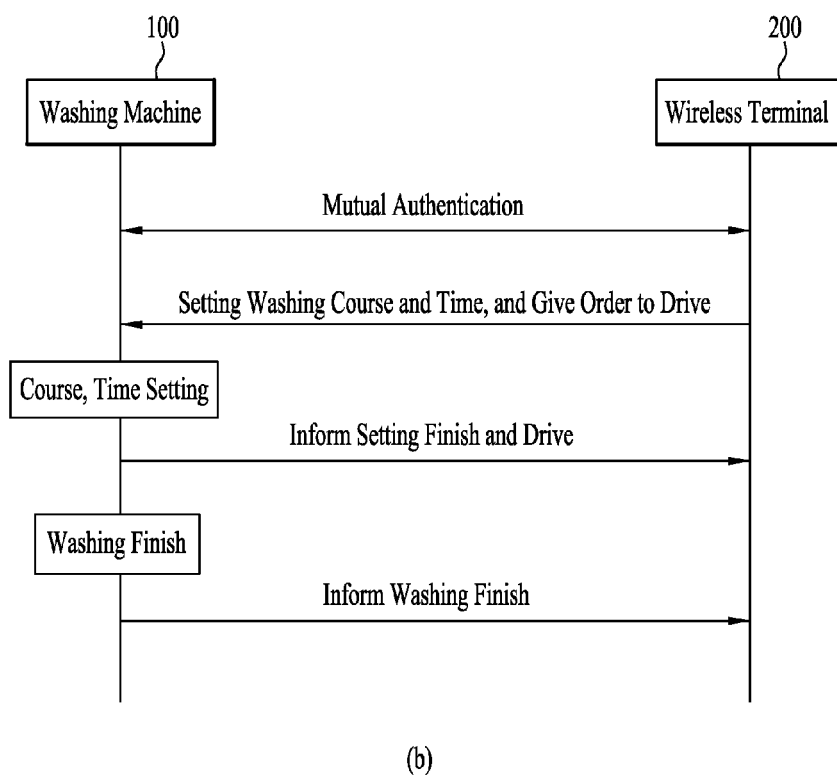 100
200
Washing Machine
Wireless Terminal
Mutual Authentication
Setting Washing Course and Time, and Give Order to Drive
Course, Time Setting
Inform Setting Finish and Drive
Washing Finish
Inform Washing Finish
(b)